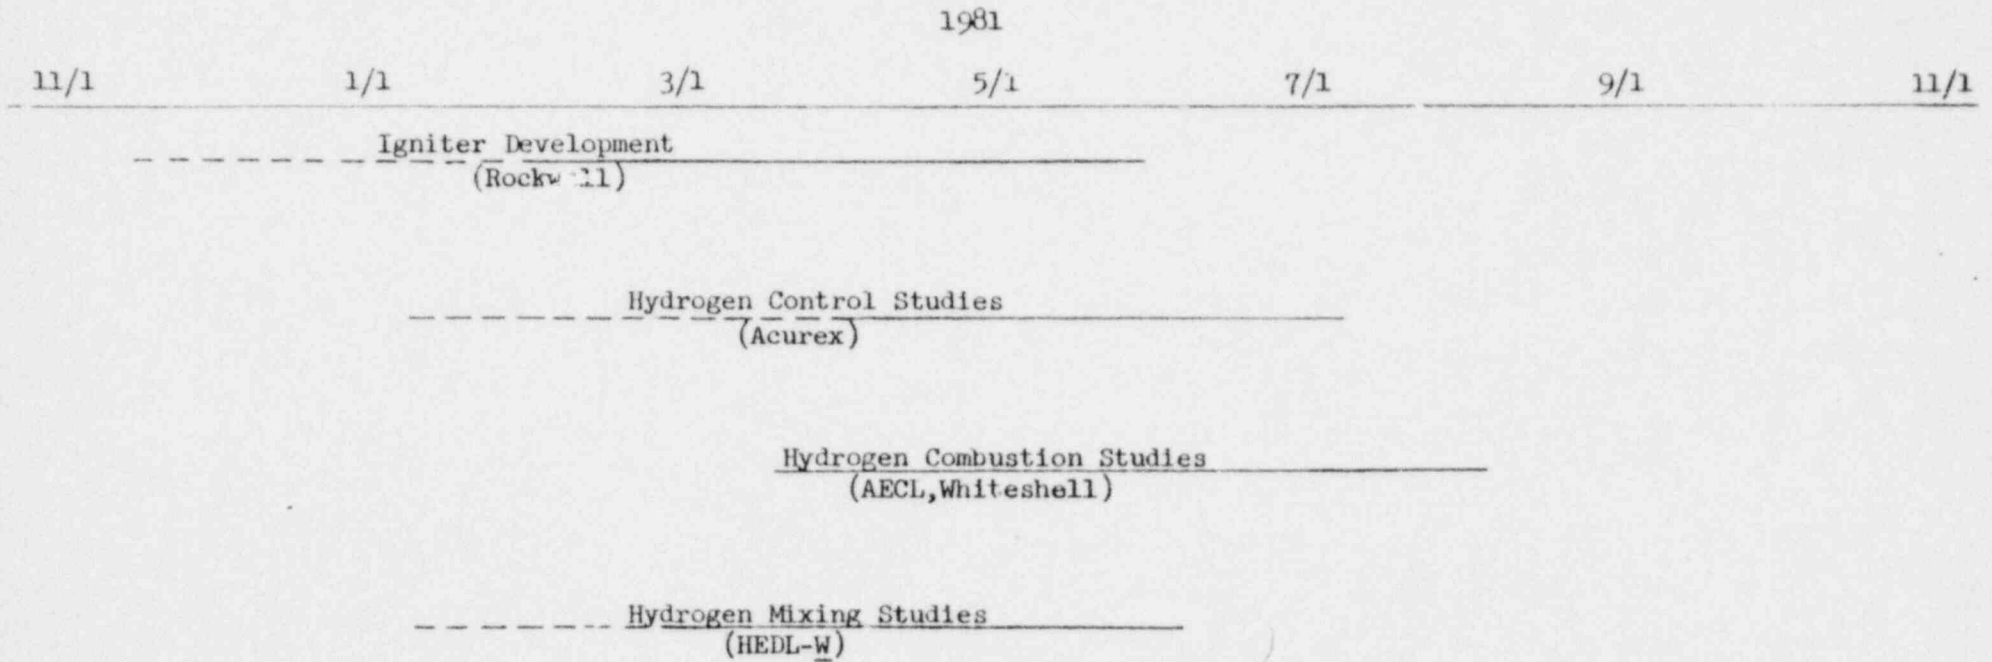 1981
11/1 1/1 3/1 5/1 7/1 9/1 11/1
Igniter Development
Hydrogen Control Studies
(Acurex)
Hydrogen Combustion Studies
(AECL,Whiteshell)
Hydrogen Mixing Studies
(HEDL-W)